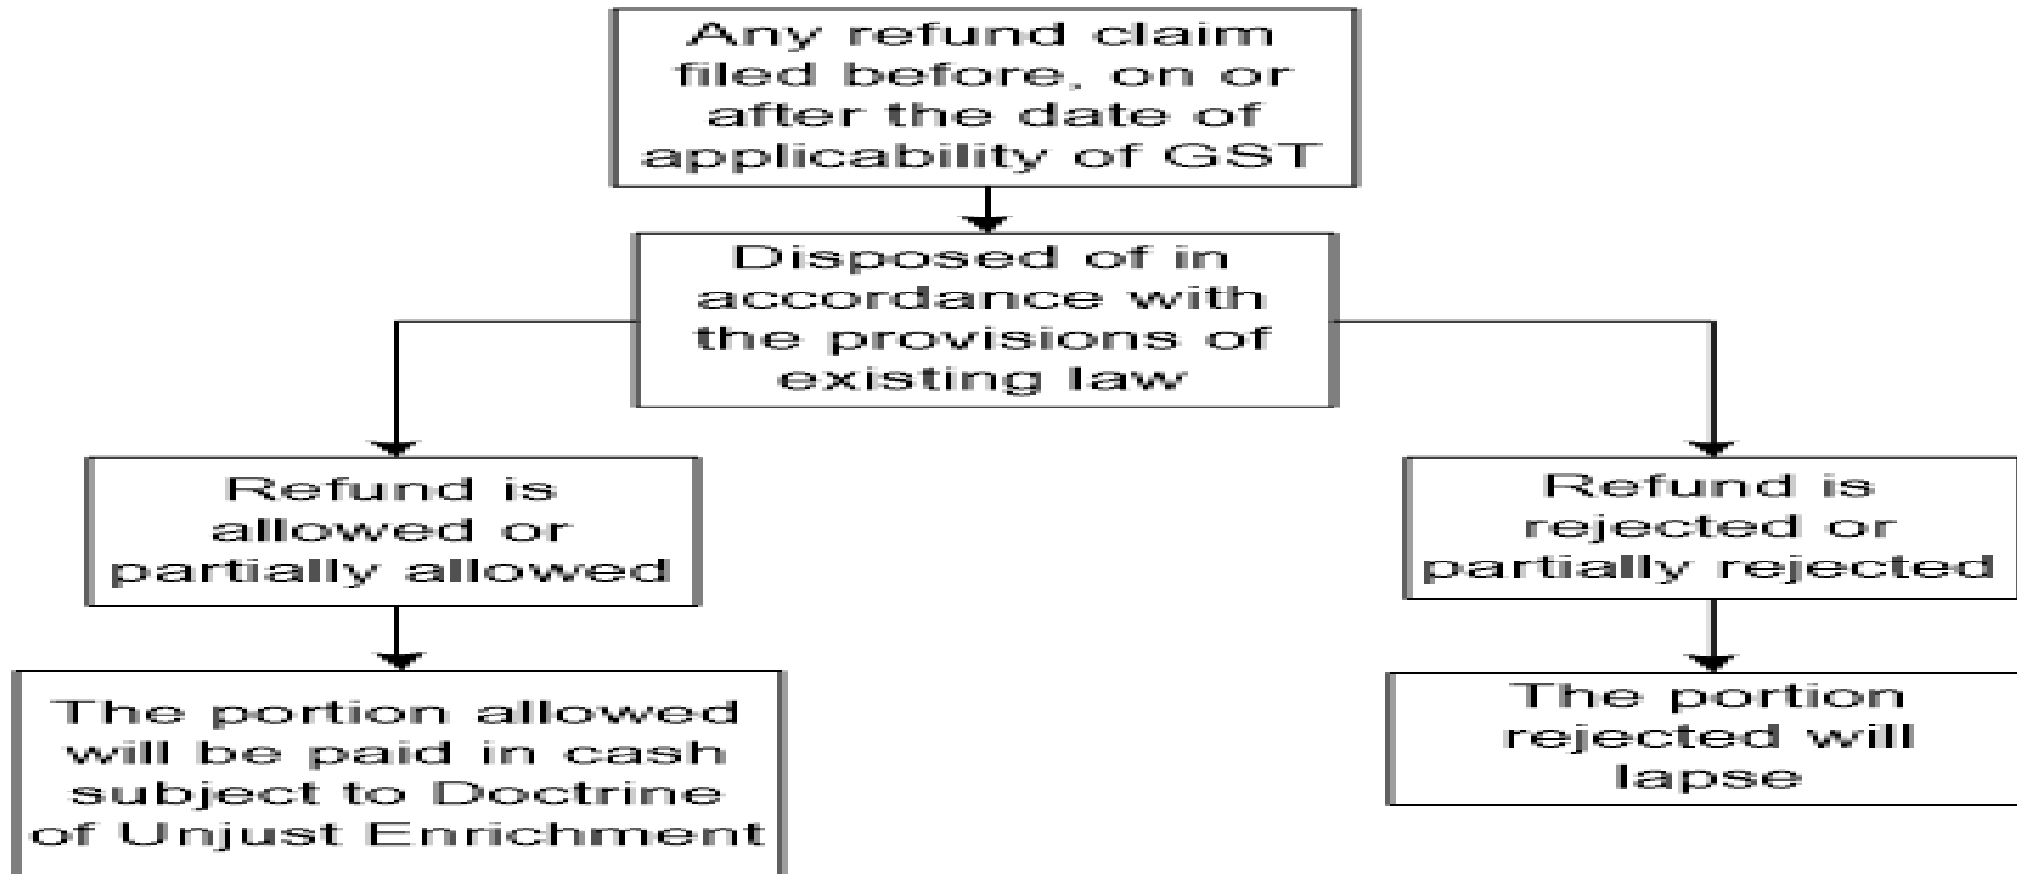 Any refund claim
filed before, on or
after the date of
applicability of GST
Disposed of in
accordance with
the provisions of
existing law
Refund is
allowed or
partially allowed
Refund is
rejected or
partially rejected
The portion allowed
will be paid in cash
subject to Doctrine
of Unjust Enrichment
The portion
rejected will
lapse